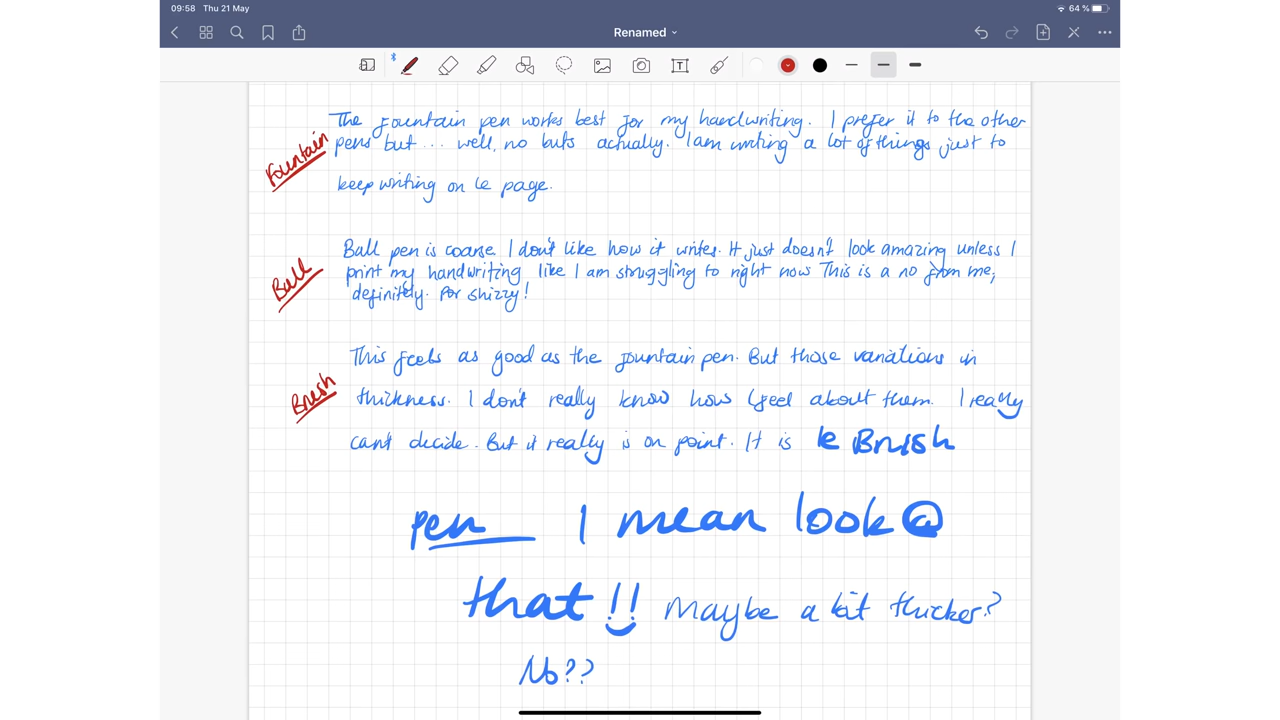 09:58 Thu 21 May
64 %
Renamed
T
Fountain
The fountain pen works best for my handwriting. I prefer it to the other
pens but ... well, no buts actually. I am writing a lot of things just to
keep writing on le page.
Ball
Ball pen is coarse. I don't like how it writes. It just doesn't look amazing unless I
print my handwriting like I am struggling to right now This is a no from me,
definitely. For shizzy!
Brush
This feels as good as the fountain pen. But those variations in
thickness. I don't really know how I feel about them. I really
can't decide. But it really is on point. It is le Brush
pen I mean look @
that!! Maybe a bit thicker?
No??